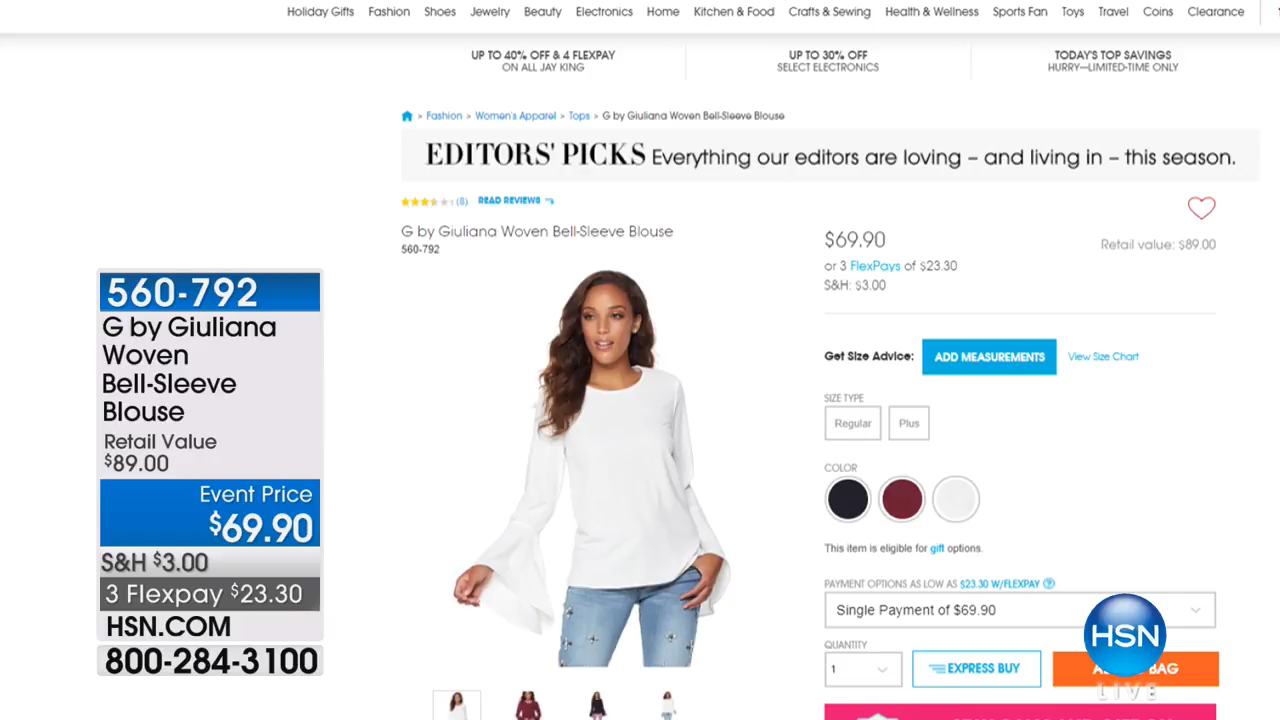 Holiday Gifts Fashion Shoes Jewelry Beauty Electronics Home Kitchen & Food Crafts & Sewing Health & Wellness Sports Fan Toys Travel Coins Clearance
UP TO 40% OFF & 4 FLEXPAY
ON ALL JAY KING
UP TO 30% OFF
SELECT ELECTRONICS
TODAY'S TOP SAVINGS
HURRY—LIMITED-TIME ONLY
> Fashion > Women's Apparel > Tops > G by Giuliana Woven Bell-Sleeve Blouse
EDITORS' PICKS Everything our editors are loving – and living in – this season.
(8) READ REVIEWS
G by Giuliana Woven Bell-Sleeve Blouse
560-792
$69.90
Retail value: $89.00
or 3 FlexPays of $23.30
S&H: $3.00
Get Size Advice: ADD MEASUREMENTS View Size Chart
SIZE TYPE
Regular Plus
COLOR
This item is eligible for gift options.
PAYMENT OPTIONS AS LOW AS $23.30 W/FLEXPAY ?
Single Payment of $69.90
QUANTITY
1
EXPRESS BUY
BAG
HSN
LIVE
560-792
G by Giuliana
Woven
Bell-Sleeve
Blouse
Retail Value
$89.00
Event Price
$69.90
S&H $3.00
3 Flexpay $23.30
HSN.COM
800-284-3100